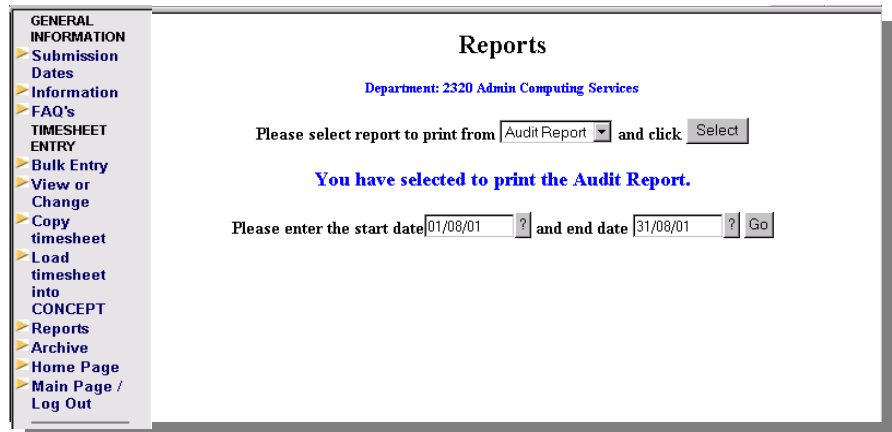 GENERAL
INFORMATION
Submission
Dates
Information
FAQ's
TIMESHEET
ENTRY
Bulk Entry
View or
Change
Copy
timesheet
Load
timesheet
into
CONCEPT
Reports
Archive
Home Page
Main Page /
Log Out
Reports
Department: 2320 Admin Computing Services
Please select report to print from Audit Report and click Select
You have selected to print the Audit Report.
Please enter the start date 01/08/01 ? and end date 31/08/01 ? Go